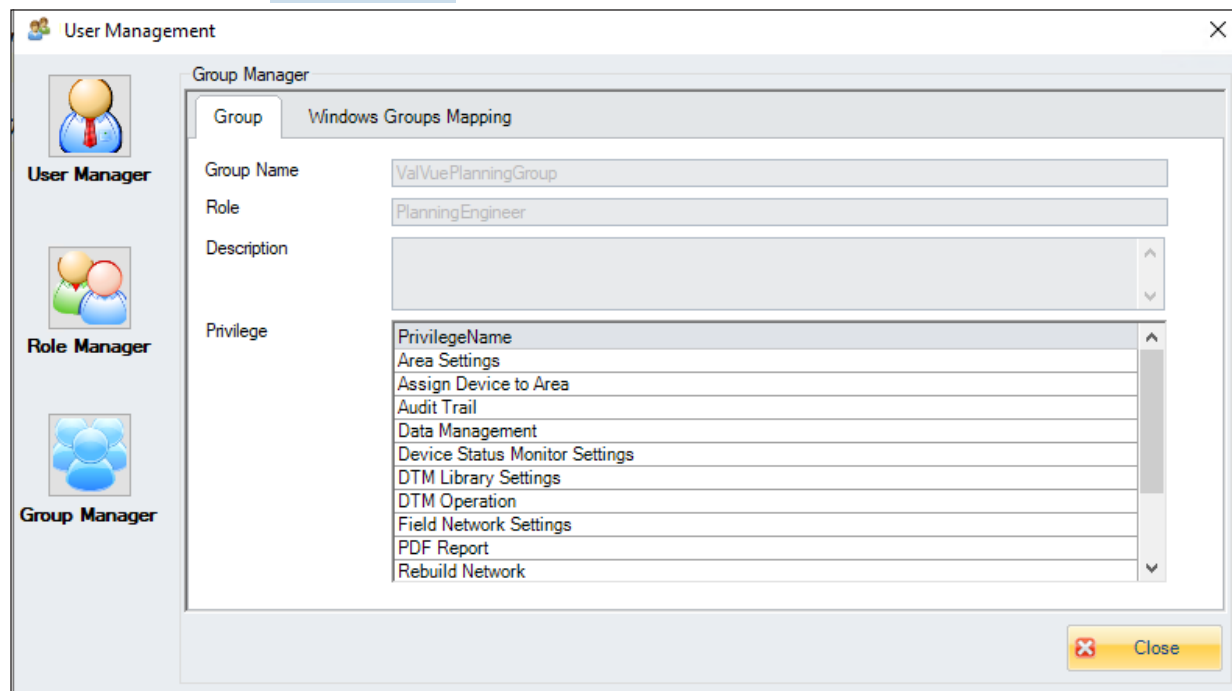 User Management
User Manager
Role Manager
Group Manager
Group Manager
Group
Windows Groups Mapping
Group Name
ValVuePlanningGroup
Role
PlanningEngineer
Description
Privilege
PrivilegeName
Area Settings
Assign Device to Area
Audit Trail
Data Management
Device Status Monitor Settings
DTM Library Settings
DTM Operation
Field Network Settings
PDF Report
Rebuild Network
Close